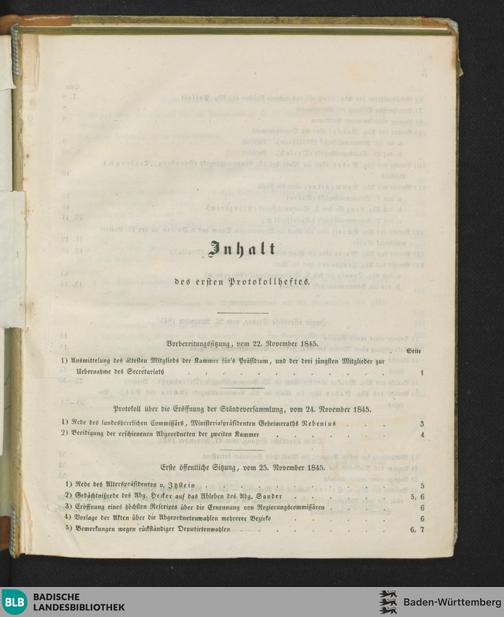 Inhalt
des ersten Protokollheftes.
Vorbereitungssitzung, vom 22. November 1845.
Seite
1) Ausmittelung des ältesten Mitglieds der Kammer für's Präsidium, und der drei jüngsten Mitglieder zur
Uebernahme des Secretariats 1
Protokoll über die Eröffnung der Ständeversammlung, vom 24. November 1845.
1) Rede des landesherrlichen Commissärs, Ministerialpräsidenten Geheimeraths Nebenius 3
2) Beeidigung der erschienenen Abgeordneten der zweiten Kammer 4
Erste öffentliche Sitzung, vom 25. November 1845.
1) Rede des Alterspräsidenten v. Itzstein 5
2) Gedächtnißrede des Abg. Hecker auf das Ableben des Abg. Sander 5, 6
3) Eröffnung eines höchsten Rescripts über die Ernennung von Regierungscommissären 6
4) Vorlage der Akten über die Abgeordnetenwahlen mehrerer Bezirke 6
5) Bemerkungen wegen rückständiger Deputirtenwahlen 6, 7
BLB BADISCHE
LANDESBIBLIOTHEK
Baden-Württemberg